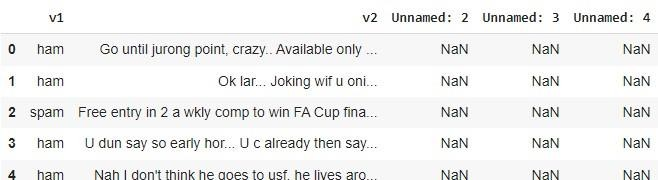 v1 v2 Unnamed: 2 Unnamed: 3 Unnamed: 4
0 ham Go until jurong point, crazy.. Available only ... NaN NaN NaN
1 ham Ok lar... Joking wif u oni... NaN NaN NaN
2 spam Free entry in 2 a wkly comp to win FA Cup fina... NaN NaN NaN
3 ham U dun say so early hor... U c already then say... NaN NaN NaN
4 ham Nah I don't think he goes to usf, he lives aro... NaN NaN NaN